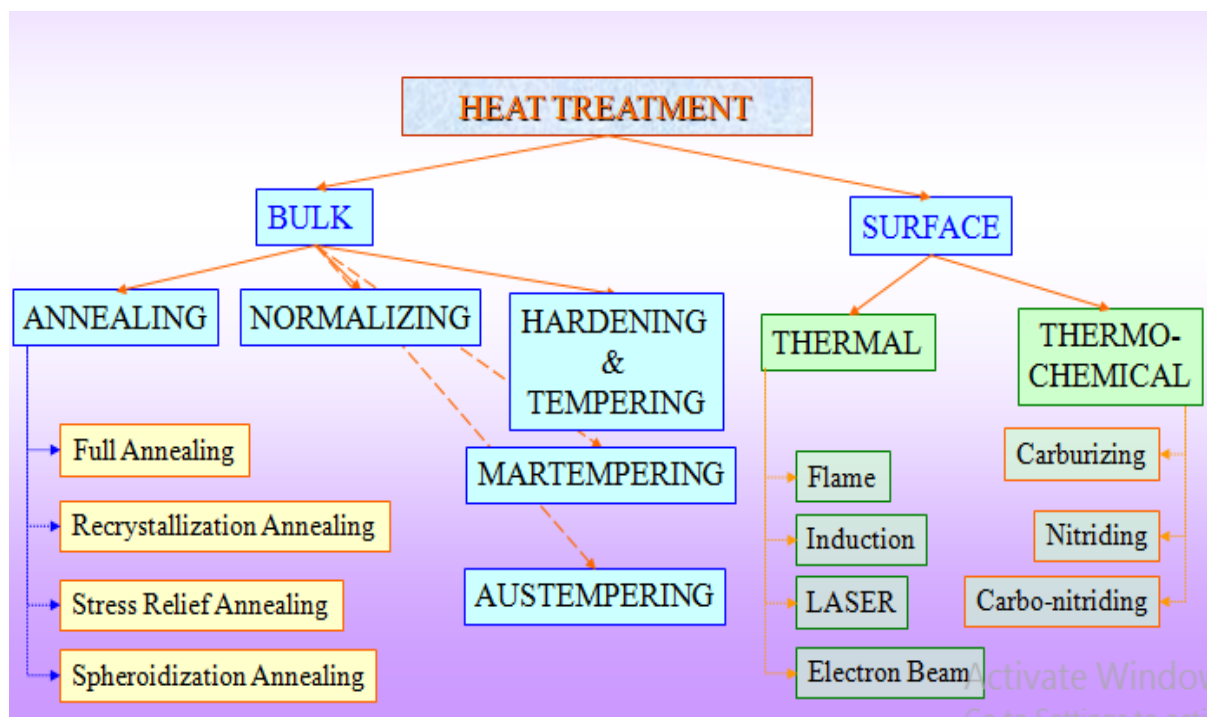 HEAT TREATMENT
BULK
SURFACE
ANNEALING
NORMALIZING
HARDENING
&
TEMPERING
MARTEMPERING
AUSTEMPERING
Full Annealing
Recrystallization Annealing
Stress Relief Annealing
Spheroidization Annealing
THERMAL
THERMO-
CHEMICAL
Flame
Induction
LASER
Electron Beam
Carburizing
Nitriding
Carbo-nitriding
Activate Window